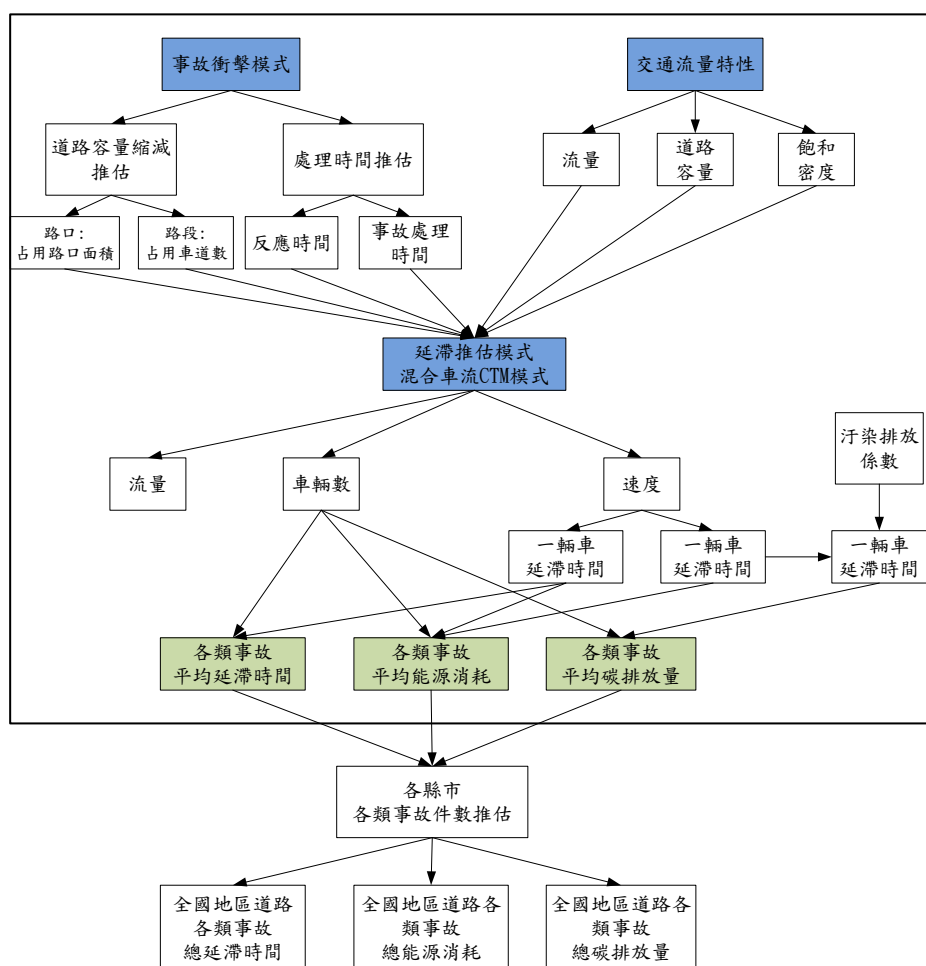 事故衝擊模式
交通流量特性
道路容量縮減
推估
處理時間推估
流量
道路
容量
飽和
密度
路口:
占用路口面積
路段:
占用車道數
反應時間
事故處理
時間
延滯推估模式
混合車流CTM模式
汙染排放
係數
流量
車輛數
速度
一輛車
延滯時間
一輛車
延滯時間
一輛車
延滯時間
各類事故
平均延滯時間
各類事故
平均能源消耗
各類事故
平均碳排放量
各縣市
各類事故件數推估
全國地區道路
各類事故
總延滯時間
全國地區道路各
類事故
總能源消耗
全國地區道路各
類事故
總碳排放量